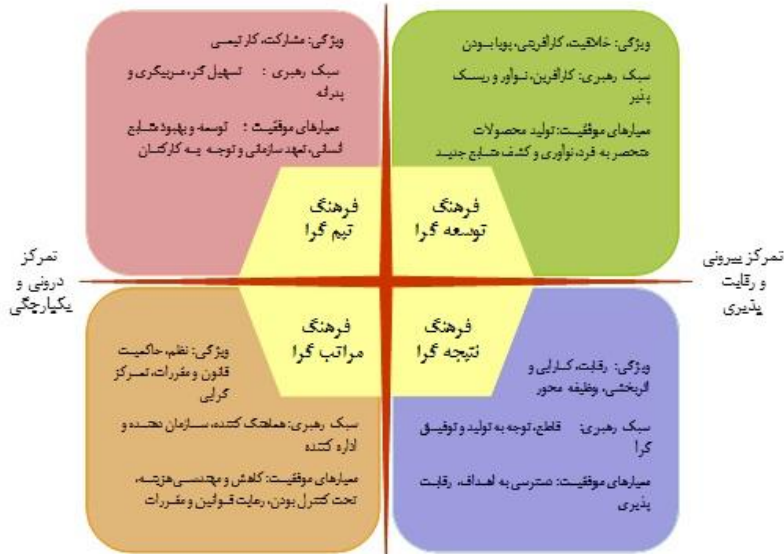 ویژگی: خلاقیت، کارآفرینی، پویا بودن
سبک رهبری: کارآفرین، نوآور و ریسک
پذیر
معیارهای موفقیت: تولید محصولات
منحصر به فرد، نوآوری و کشف منابع جدید
فرهنگ
توسعه گرا
ویژگی: مشارکت، کار تیمی
سبک رهبری : تسهیل گر، مربیگری و
پدرانه
معیارهای موفقیت : توسعه و بهبود منابع
انسانی، تعهد سازمانی و توجه به کارکنان
فرهنگ
تیم گرا
تمرکز بیرونی
و رقابت
پذیری
تمرکز
درونی و
یکپارچگی
فرهنگ
نتیجه گرا
ویژگی: رقابت، کارایی و
اثربخشی، وظیفه محور
سبک رهبری: قاطع، توجه به تولید و توفیق
گرا
معیارهای موفقیت: دسترسی به اهداف، رقابت
پذیری
فرهنگ
مراتب گرا
ویژگی: نظم، حاکمیت
قانون و مقررات، تمرکز
گرایی
سبک رهبری: هماهنگ کننده، سازمان دهنده و
اداره کننده
معیارهای موفقیت: کاهش و مهندسی هزینه،
تحت کنترل بودن، رعایت قوانین و مقررات